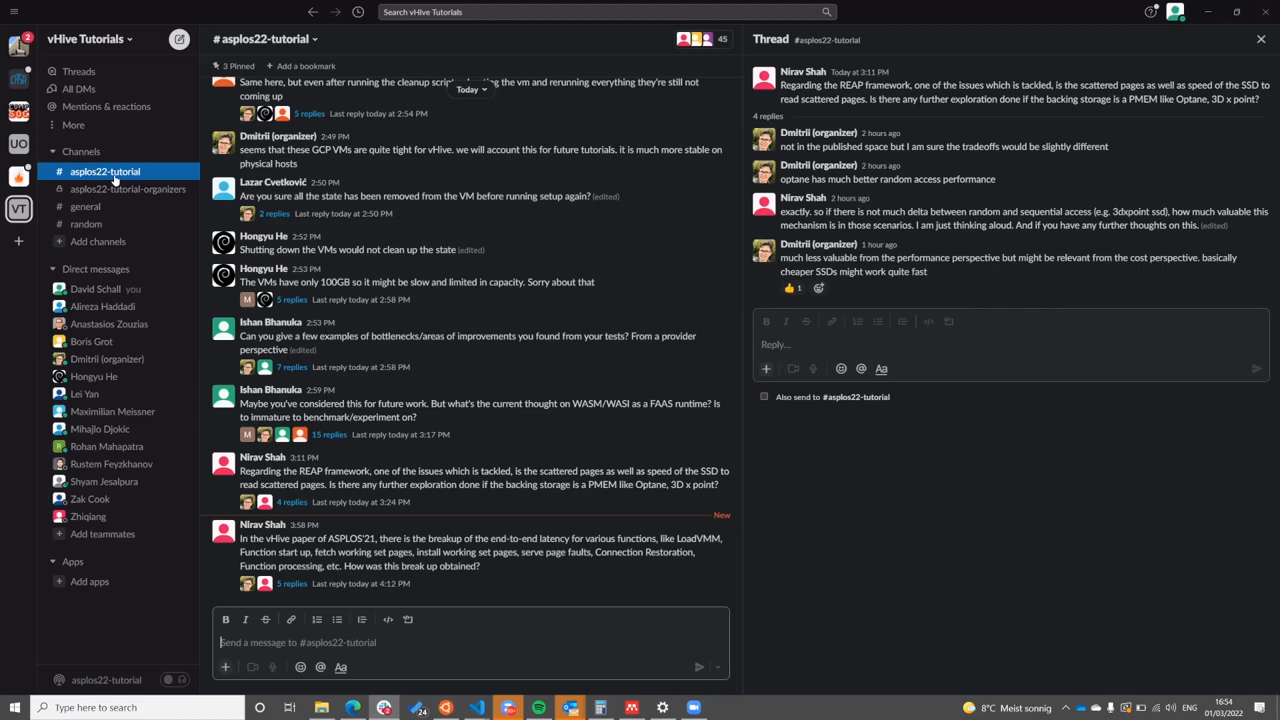 Search vHive Tutorials
2
UO
VT
vHive Tutorials
Threads
All DMs
Mentions & reactions
More
Channels
# asplos22-tutorial
asplos22-tutorial-organizers
# general
# random
+ Add channels
Direct messages
David Schall you
Alireza Haddadi
Anastasios Zouzias
Boris Grot
Dmitrii (organizer)
Hongyu He
Lei Yan
Maximilian Meissner
Mihajlo Djokic
Rohan Mahapatra
Rustem Feyzkhanov
Shyam Jesalpura
Zak Cook
Zhiqiang
+ Add teammates
Apps
+ Add apps
asplos22-tutorial
# asplos22-tutorial
45
3 Pinned + Add a bookmark
Today
read the vm and rerunning everything they're still not
coming up
5 replies Last reply today at 2:54 PM
Dmitrii (organizer) 2:49 PM
seems that these GCP VMs are quite tight for vHive. we will account this for future tutorials. it is much more stable on
physical hosts
Lazar Cvetković 2:50 PM
Are you sure all the state has been removed from the VM before running setup again? (edited)
2 replies Last reply today at 2:50 PM
Hongyu He 2:52 PM
Shutting down the VMs would not clean up the state (edited)
Hongyu He 2:53 PM
The VMs have only 100GB so it might be slow and limited in capacity. Sorry about that
M 5 replies Last reply today at 2:58 PM
Ishan Bhanuka 2:53 PM
Can you give a few examples of bottlenecks/areas of improvements you found from your tests? From a provider
perspective (edited)
7 replies Last reply today at 2:58 PM
Ishan Bhanuka 2:59 PM
Maybe you've considered this for future work. But what's the current thought on WASM/WASI as a FAAS runtime? Is
to immature to benchmark/experiment on?
M 15 replies Last reply today at 3:17 PM
Nirav Shah 3:11 PM
Regarding the REAP framework, one of the issues which is tackled, is the scattered pages as well as speed of the SSD to
read scattered pages. Is there any further exploration done if the backing storage is a PMEM like Optane, 3D x point?
4 replies Last reply today at 3:24 PM
New
Nirav Shah 3:58 PM
In the vHive paper of ASPLOS'21, there is the breakup of the end-to-end latency for various functions, like LoadVMM,
Function start up, fetch working set pages, install working set pages, serve page faults, Connection Restoration,
Function processing, etc. How was this break up obtained?
5 replies Last reply today at 4:12 PM
B I S
Send a message to #asplos22-tutorial
+ @ Aa
Thread #asplos22-tutorial
Nirav Shah Today at 3:11 PM
Regarding the REAP framework, one of the issues which is tackled, is the scattered pages as well as speed of the SSD to
read scattered pages. Is there any further exploration done if the backing storage is a PMEM like Optane, 3D x point?
4 replies
Dmitrii (organizer) 2 hours ago
not in the published space but I am sure the tradeoffs would be slightly different
Dmitrii (organizer) 2 hours ago
optane has much better random access performance
Nirav Shah 2 hours ago
exactly. so if there is not much delta between random and sequential access (e.g. 3dxpoint ssd), how much valuable this
mechanism is in those scenarios. I am just thinking aloud. And if you have any further thoughts on this. (edited)
Dmitrii (organizer) 1 hour ago
much less valuable from the performance perspective but might be relevant from the cost perspective. basically
cheaper SSDs might work quite fast
1
B I S
Reply...
+ @ Aa
Also send to #asplos22-tutorial
Type here to search
24
8°C Meist sonnig
ENG
16:54
01/03/2022